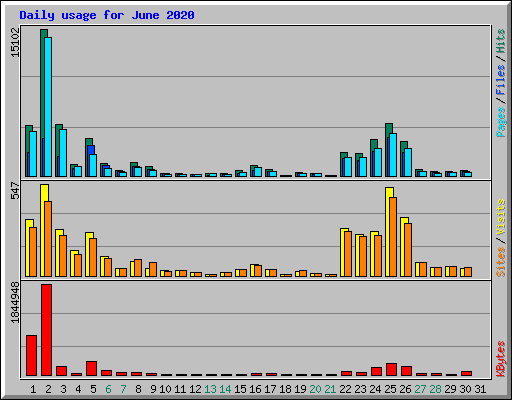 Daily usage for June 2020
15102
547
1844948
Pages / Files / Hits
Sites / Visits
KBytes
1 2 3 4 5 6 7 8 9 10 11 12 13 14 15 16 17 18 19 20 21 22 23 24 25 26 27 28 29 30 31